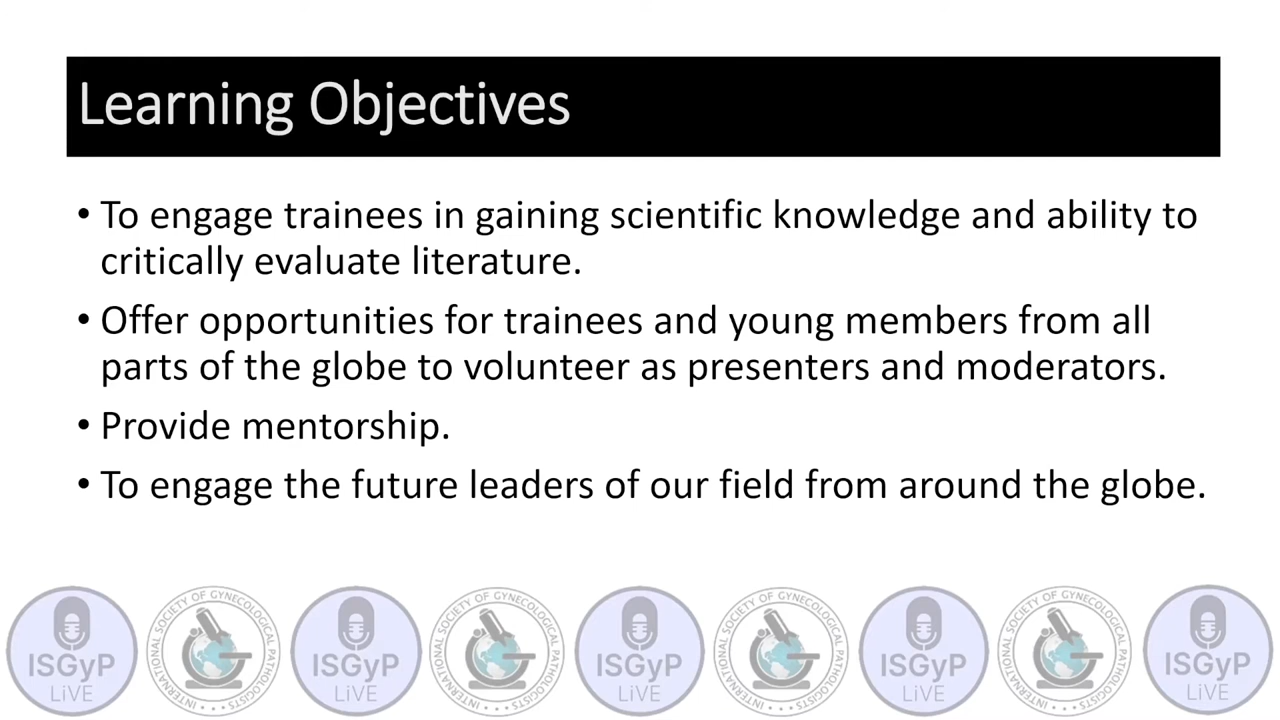 Learning Objectives
• To engage trainees in gaining scientific knowledge and ability to
critically evaluate literature.
• Offer opportunities for trainees and young members from all
parts of the globe to volunteer as presenters and moderators.
• Provide mentorship.
• To engage the future leaders of our field from around the globe.
ISGyP
LiVE
INTERNATIONAL SOCIETY OF GYNECOLOGICAL PATHOLOGISTS
ISGyP
LiVE
INTERNATIONAL SOCIETY OF GYNECOLOGICAL PATHOLOGISTS
ISGyP
LiVE
INTERNATIONAL SOCIETY OF GYNECOLOGICAL PATHOLOGISTS
ISGyP
LiVE
INTERNATIONAL SOCIETY OF GYNECOLOGICAL PATHOLOGISTS
ISGyP
LiVE